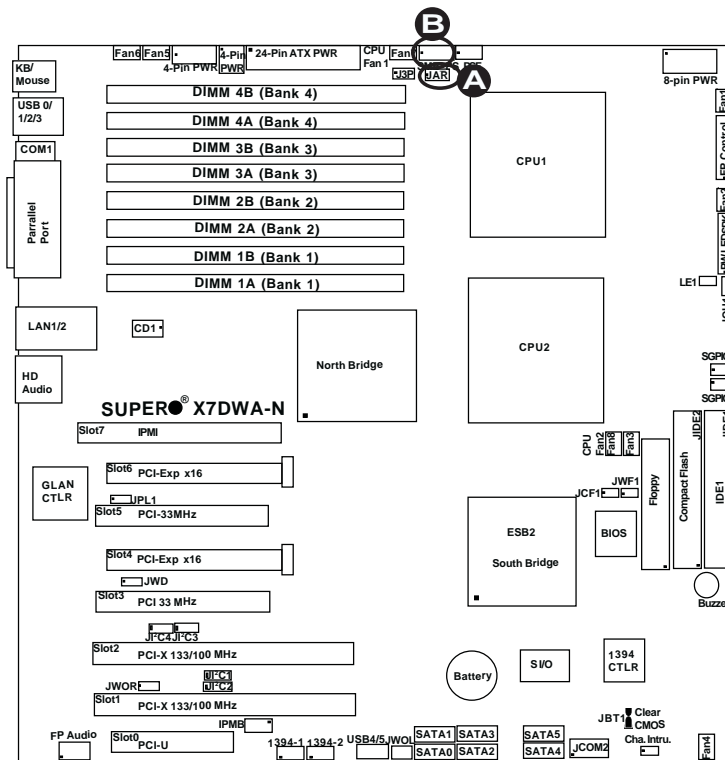 B
Fan6 Fan5
4-Pin PWR
4-Pin PWR
24-Pin ATX PWR
CPU Fan1
J3P
JAR
A
8-pin PWR
KB/
Mouse
USB 0/
1/2/3
COM1
Parrallel
Port
LAN1/2
HD
Audio
DIMM 4B (Bank 4)
DIMM 4A (Bank 4)
DIMM 3B (Bank 3)
DIMM 3A (Bank 3)
DIMM 2B (Bank 2)
DIMM 2A (Bank 2)
DIMM 1B (Bank 1)
DIMM 1A (Bank 1)
CD1
CPU1
CPU2
Fan1
FP Control
LE1
North Bridge
SUPER® X7DWA-N
Slot7 IPMI
Slot6 PCI-Exp x16
GLAN
CTLR
JPL1
Slot5 PCI-33MHz
Slot4 PCI-Exp x16
JWD
Slot3 PCI 33 MHz
JI²C4 JI²C3
Slot2 PCI-X 133/100 MHz
JI²C1
JI²C2
JWOR
Slot1 PCI-X 133/100 MHz
IPMB
FP Audio
Slot0 PCI-U
1394-1 1394-2
USB4/5
JWOL
CPU
Fan2
Fan8
Fan3
JWF1
JCF1
BIOS
Floppy
Compact Flash
JIDE2
IDE1
ESB2
South Bridge
Battery
SI/O
1394
CTLR
JBT1
Clear
CMOS
Cha. Intru.
SATA1 SATA3
SATA0 SATA2
SATA5
SATA4
JCOM2
Fan4